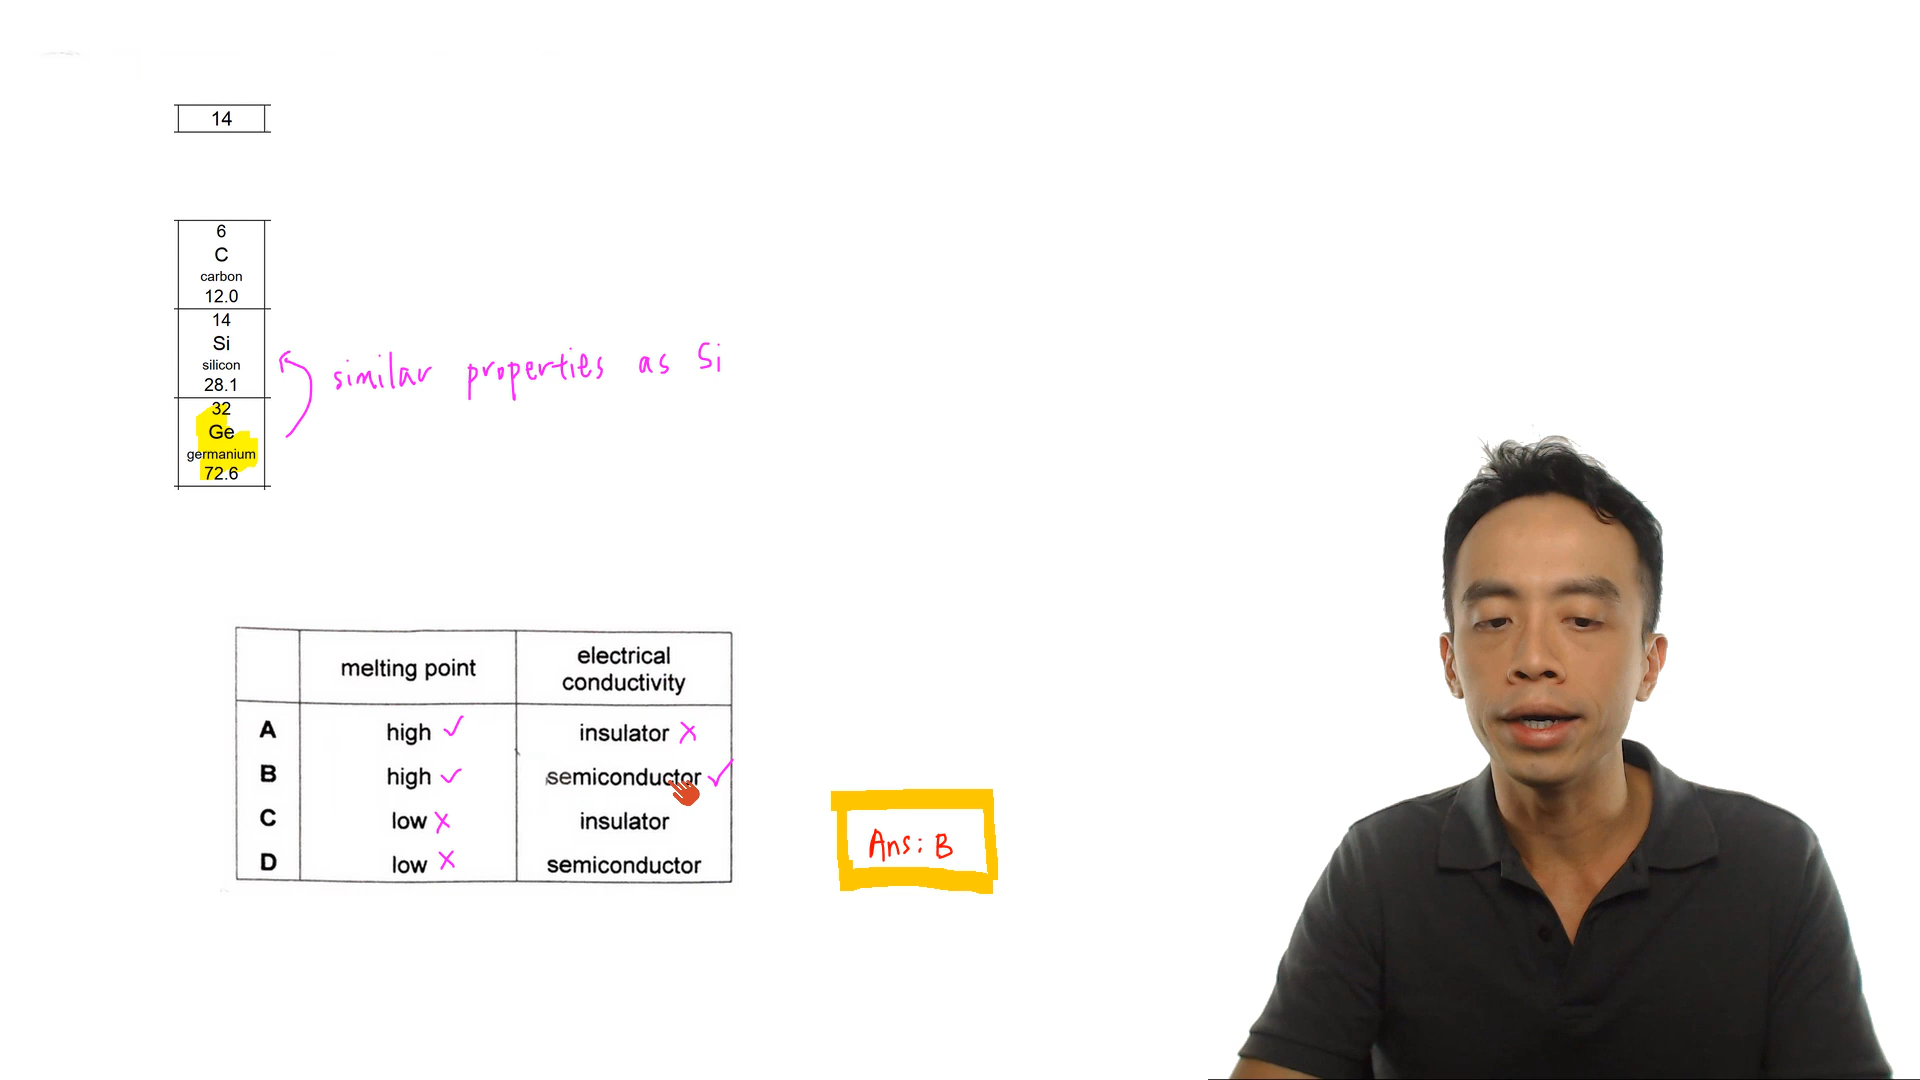 14
6
C
carbon
12.0
14
Si
silicon
28.1
similar properties as Si
32
Ge
germanium
72.6
melting point electrical conductivity
A high ✓ insulator ✗
B high ✓ semiconductor ✓
C low ✗ insulator
D low ✗ semiconductor
Ans: B